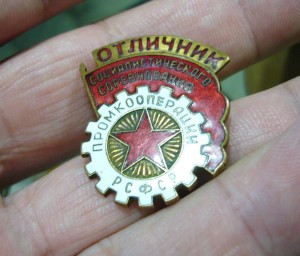 ОТЛИЧНИК
СОЦИАЛИСТИЧЕСКОГО
СОРЕВНОВАНИЯ
ПРОМКООПЕРАЦИИ
РСФСР